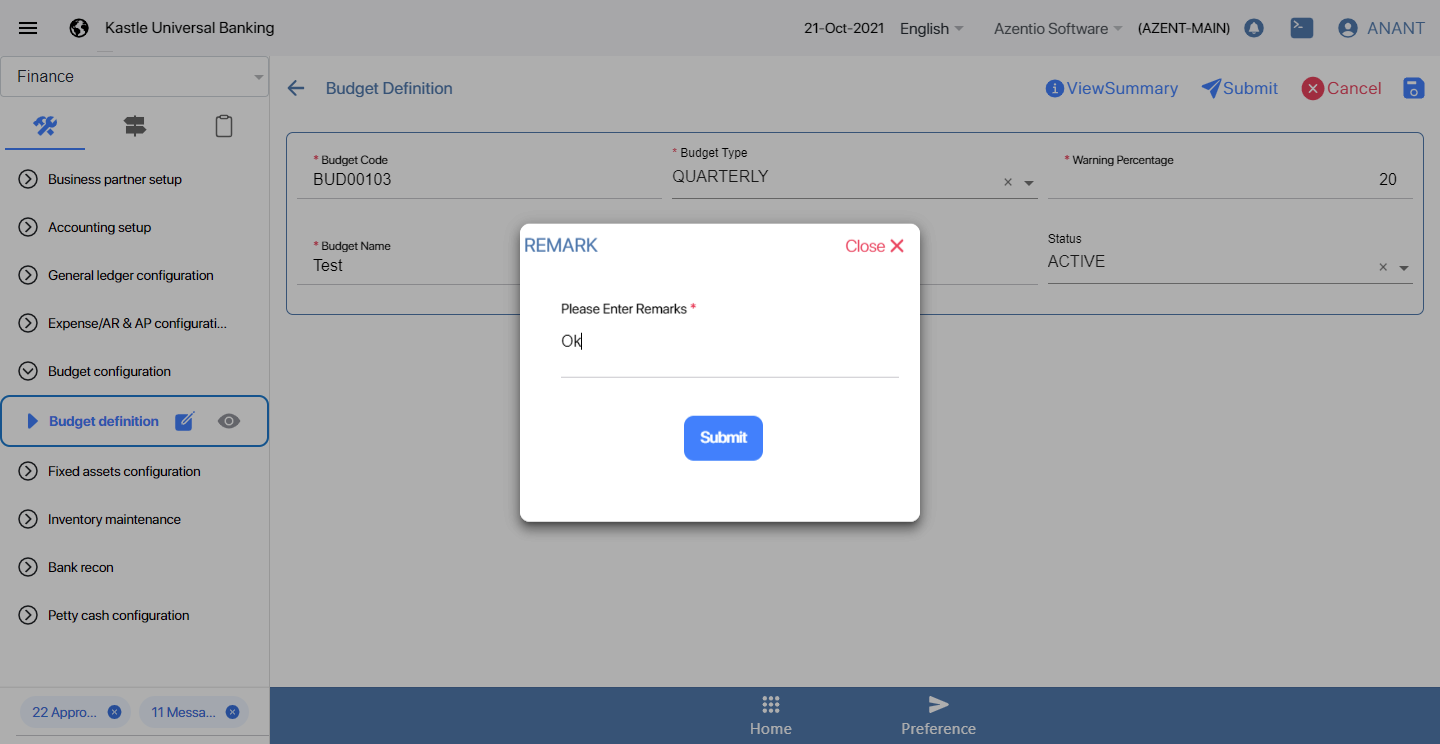 Kastle Universal Banking
21-Oct-2021 English Azentio Software (AZENT-MAIN) ANANT
Finance
Business partner setup
Accounting setup
General ledger configuration
Expense/AR & AP configurati...
Budget configuration
Budget definition
Fixed assets configuration
Inventory maintenance
Bank recon
Petty cash configuration
22 Appro... 11 Messa...
Budget Definition
ViewSummary Submit Cancel
* Budget Code
BUD00103
* Budget Type
QUARTERLY
* Warning Percentage
20
* Budget Name
Test
Status
ACTIVE
REMARK
Close
Please Enter Remarks *
Ok
Submit
Home
Preference